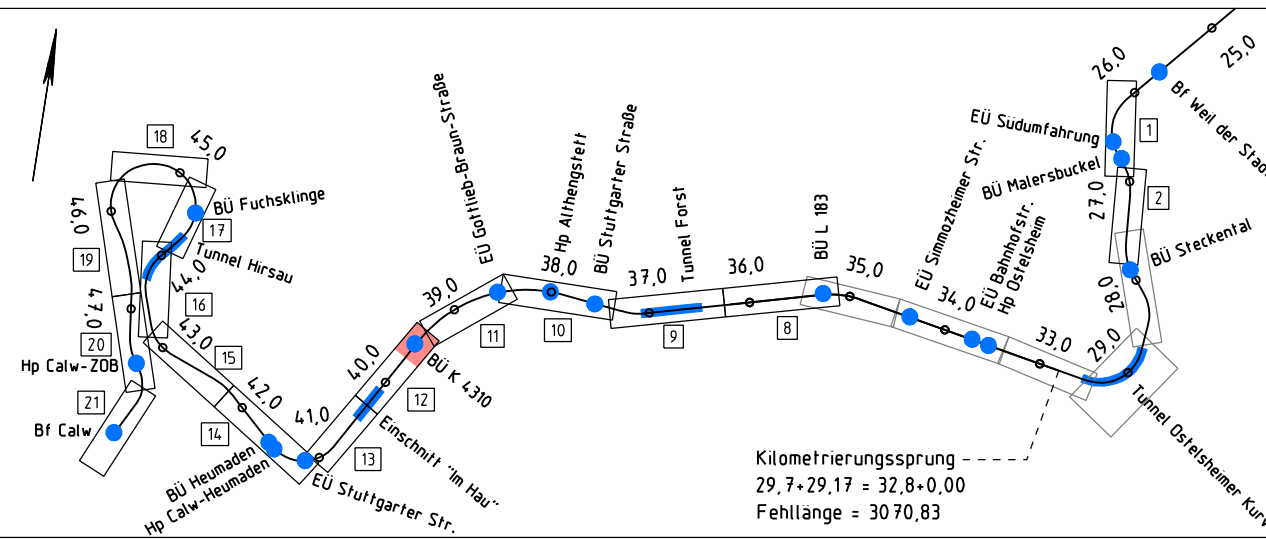 25,0
26,0
Bf Weil der Stad
EÜ Südumfahrung
1
BÜ Malersbuckel
2
27,0
BÜ Steckental
28,0
29,0
Tunnel Ostelsheimer Kurv
33,0
EÜ Bahnhofstr.
Hp Ostelsheim
34,0
EÜ Simmozheimer Str.
35,0
BÜ L 183
8
36,0
Tunnel Forst
37,0
9
BÜ Stuttgarter Straße
Hp Althengstett
38,0
10
EÜ Gottlieb-Braun-Straße
11
39,0
BÜ K 4310
12
40,0
Einschnitt "Im Hau"
13
41,0
EÜ Stuttgarter Str.
BÜ Heumaden
Hp Calw-Heumaden
14
42,0
15
43,0
16
44,0
Tunnel Hirsau
17
BÜ Fuchsklinge
45,0
18
46,0
19
47,0
20
Hp Calw-ZOB
21
Bf Calw
Kilometrierungssprung
29,7+29,17 = 32,8+0,00
Fehllänge = 3070,83